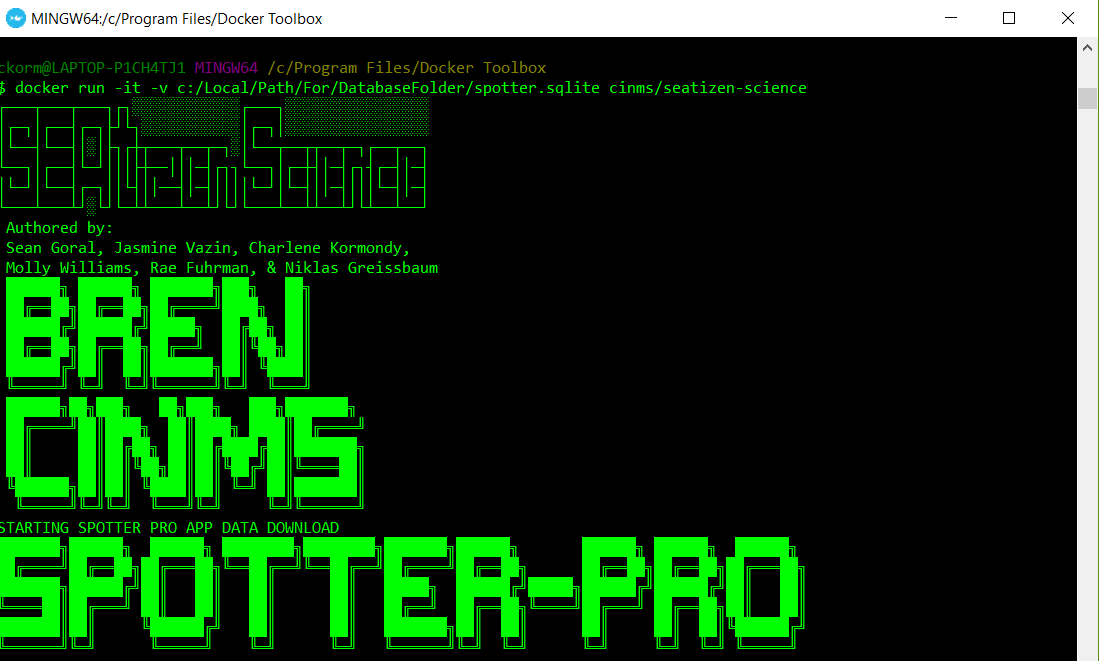 MINGW64:/c/Program Files/Docker Toolbox
ckorm@LAPTOP-P1CH4TJ1 MINGW64 /c/Program Files/Docker Toolbox
$ docker run -it -v c:/Local/Path/For/DatabaseFolder/spotter.sqlite cinms/seatizen-science
SEAtizen Science
Authored by:
Sean Goral, Jasmine Vazin, Charlene Kormondy,
Molly Williams, Rae Fuhrman, & Niklas Greissbaum
BREN
CINMS
STARTING SPOTTER PRO APP DATA DOWNLOAD
SPOTTER-PRO